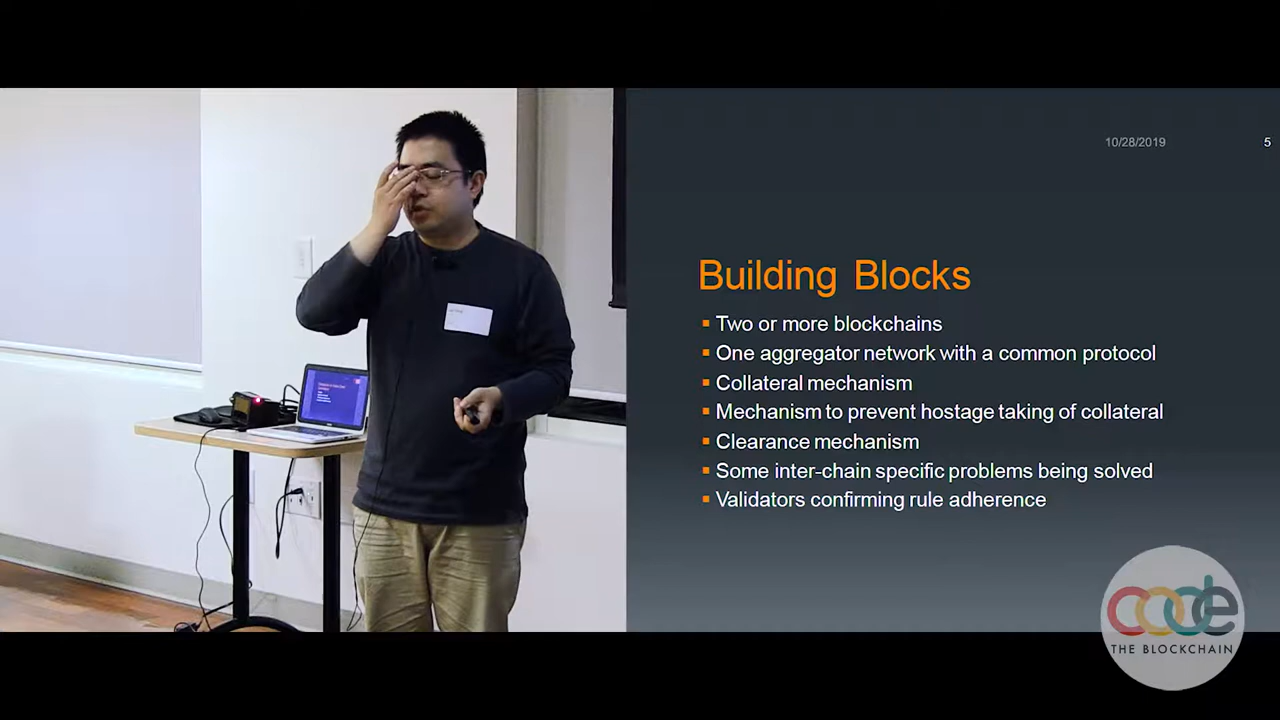 10/28/2019
5
Building Blocks
Two or more blockchains
One aggregator network with a common protocol
Collateral mechanism
Mechanism to prevent hostage taking of collateral
Clearance mechanism
Some inter-chain specific problems being solved
Validators confirming rule adherence
code
THE BLOCKCHAIN